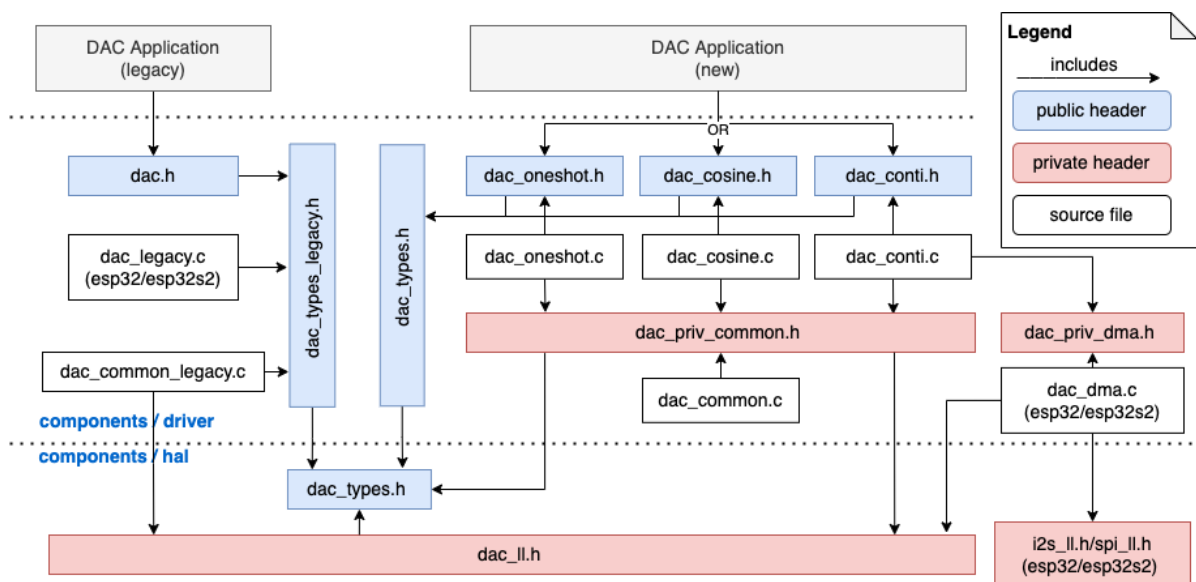 DAC Application
(legacy)
DAC Application
(new)
Legend
includes
public header
private header
source file
OR
dac.h
dac_types_legacy.h
dac_types.h
dac_oneshot.h
dac_cosine.h
dac_conti.h
dac_legacy.c
(esp32/esp32s2)
dac_oneshot.c
dac_cosine.c
dac_conti.c
dac_priv_common.h
dac_priv_dma.h
dac_common_legacy.c
dac_common.c
dac_dma.c
(esp32/esp32s2)
components / driver
components / hal
dac_types.h
dac_ll.h
i2s_ll.h/spi_ll.h
(esp32/esp32s2)